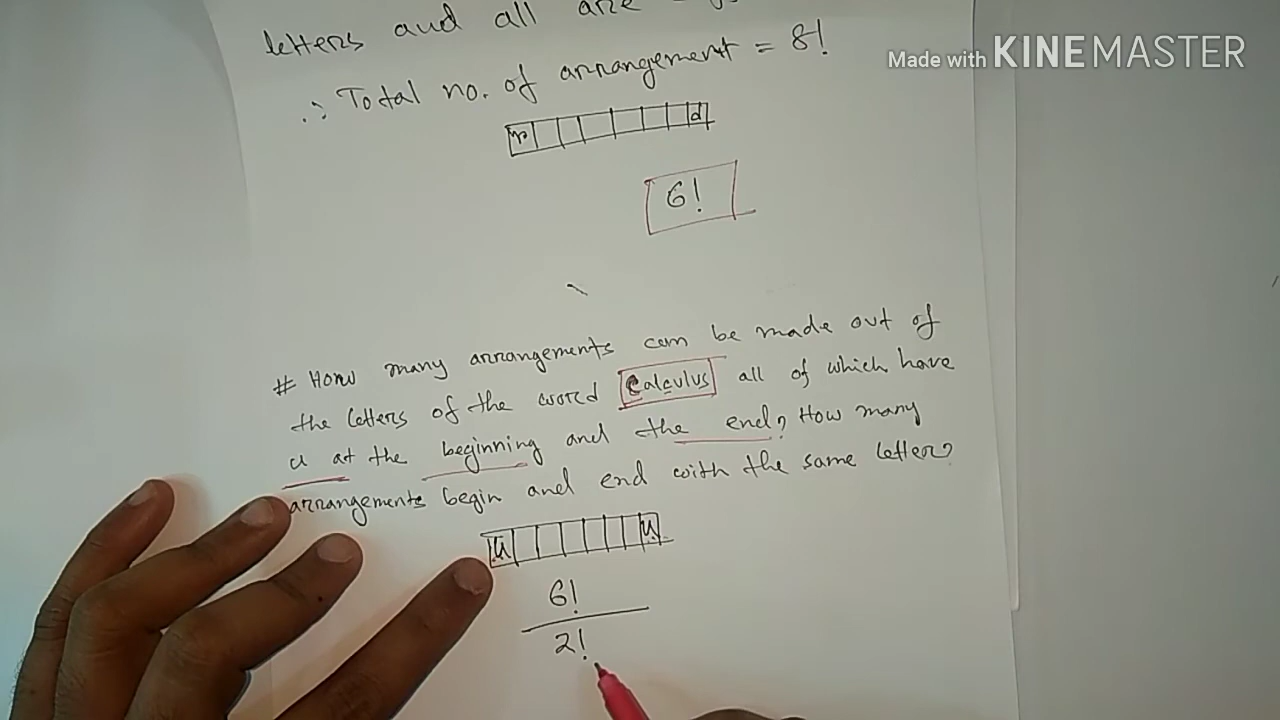 letters and all are
Made with KINEMASTER
∴ Total no. of arrangement = 8!
d
6!
# How many arrangements can be made out of
the letters of the word Calculus all of which have
u at the beginning and the end? How many
arrangements begin and end with the same letter?
u u
6!
2!